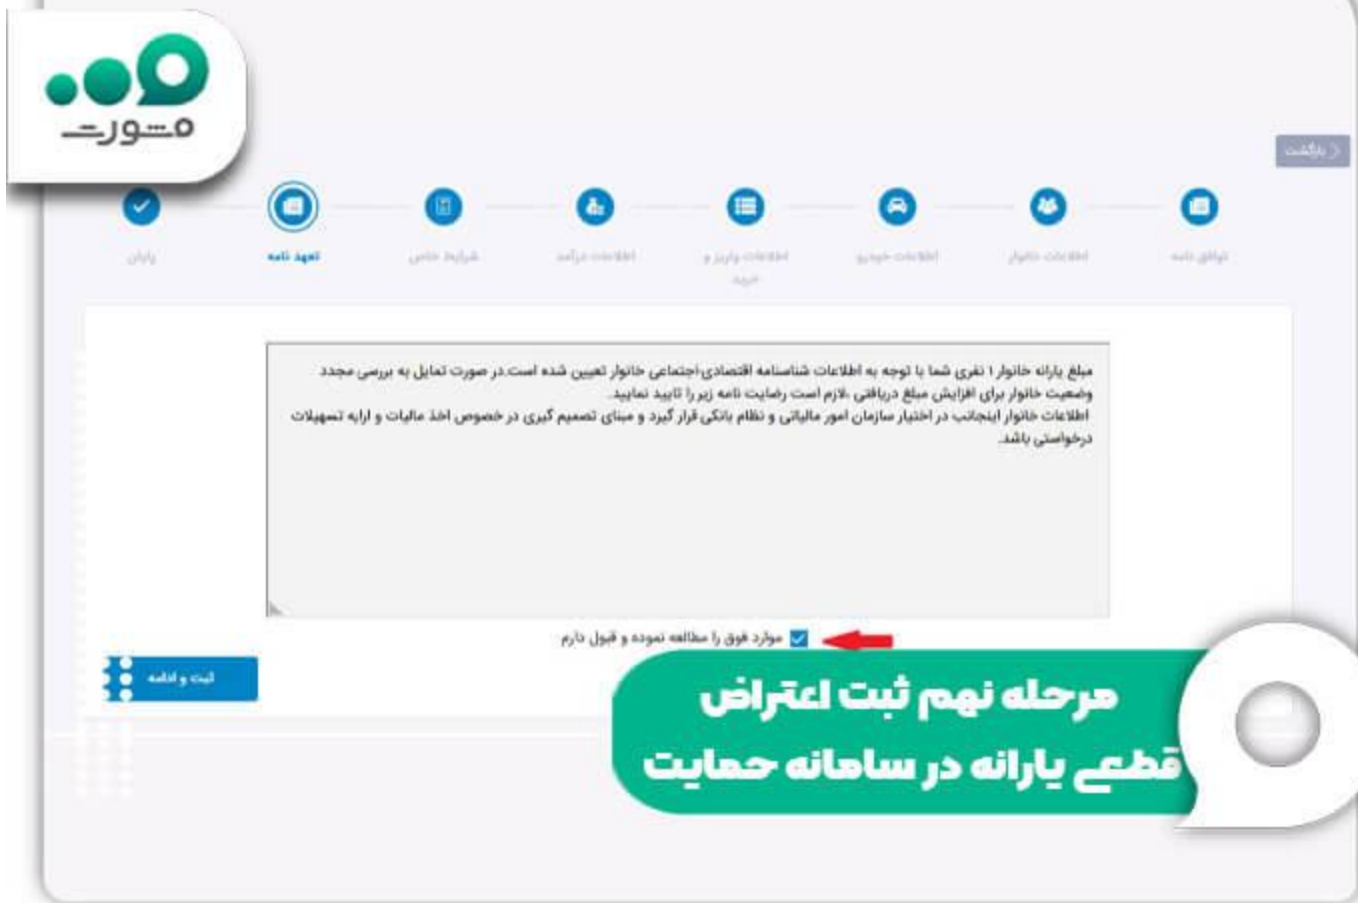 مشورت
بازگشت
توافق نامه
اطلاعات خانوار
اطلاعات خودرو
اطلاعات واریز و
خرید
اطلاعات درآمد
شرایط خاص
تعهد نامه
پایان
مبلغ یارانه خانوار ۱ نفری شما با توجه به اطلاعات شناسنامه اقتصادی-اجتماعی خانوار تعیین شده است.در صورت تمایل به بررسی مجدد
وضعیت خانوار برای افزایش مبلغ دریافتی ،لازم است رضایت نامه زیر را تایید نمایید.
اطلاعات خانوار اینجانب در اختیار سازمان امور مالیاتی و نظام بانکی قرار گیرد و مبنای تصمیم گیری در خصوص اخذ مالیات و ارایه تسهیلات
درخواستی باشد.
موارد فوق را مطالعه نموده و قبول دارم
ثبت و ادامه
مرحله نهم ثبت اعتراض
قطعی یارانه در سامانه حمایت